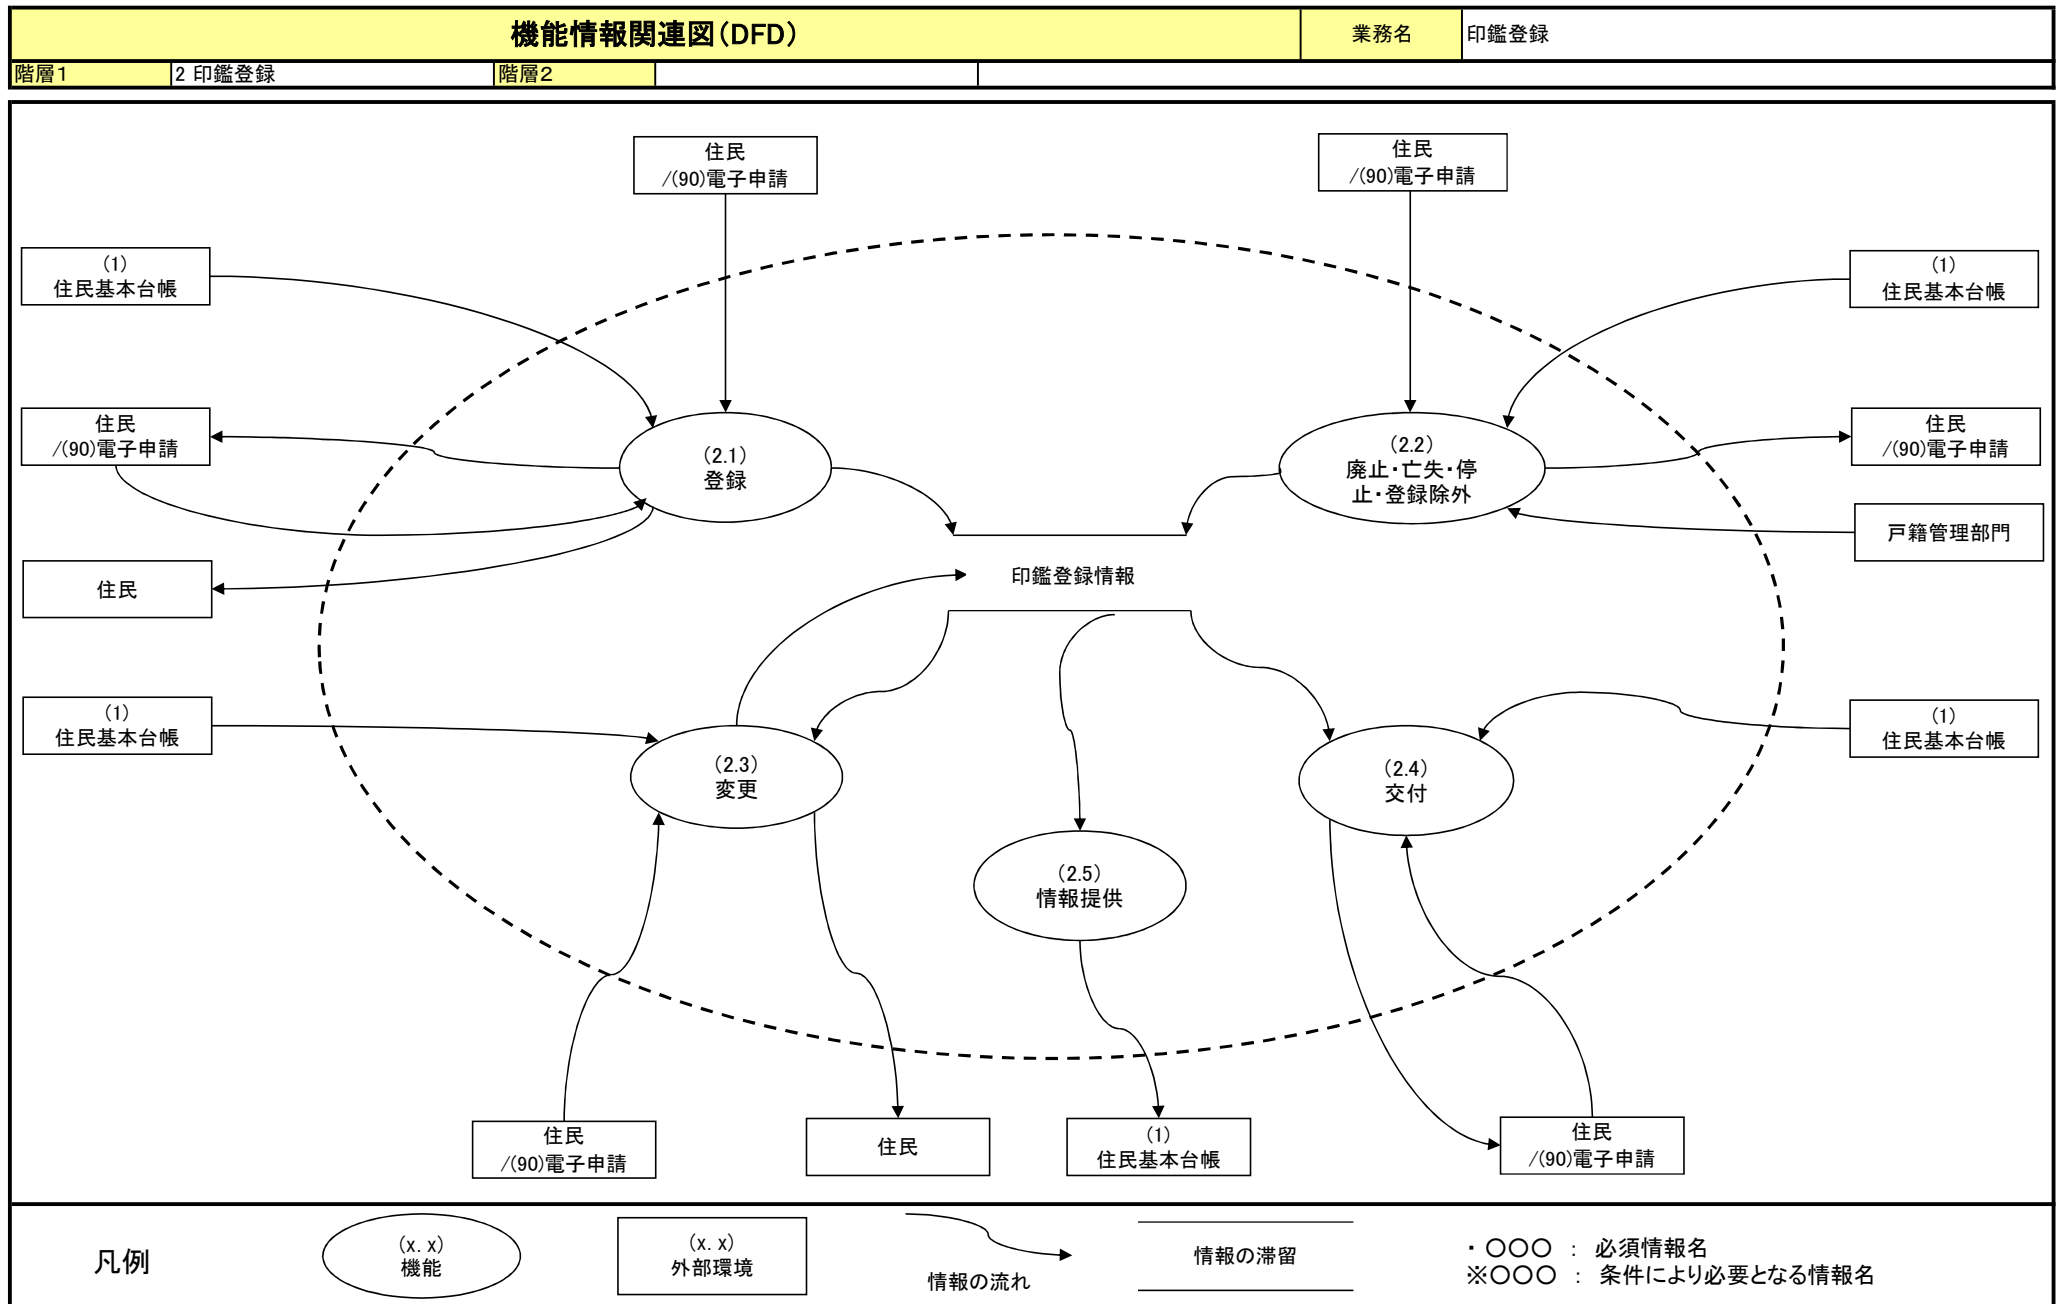 機能情報関連図(DFD)
業務名
印鑑登録
階層1
2 印鑑登録
階層2
住民
/(90)電子申請
住民
/(90)電子申請
(1)
住民基本台帳
(1)
住民基本台帳
住民
/(90)電子申請
(2.1)
登録
(2.2)
廃止・亡失・停
止・登録除外
住民
/(90)電子申請
戸籍管理部門
住民
印鑑登録情報
(1)
住民基本台帳
(2.3)
変更
(2.4)
交付
(1)
住民基本台帳
(2.5)
情報提供
住民
/(90)電子申請
住民
(1)
住民基本台帳
住民
/(90)電子申請
凡例
(x.x)
機能
(x.x)
外部環境
情報の流れ
情報の滞留
・○○○ : 必須情報名
※○○○ : 条件により必要となる情報名